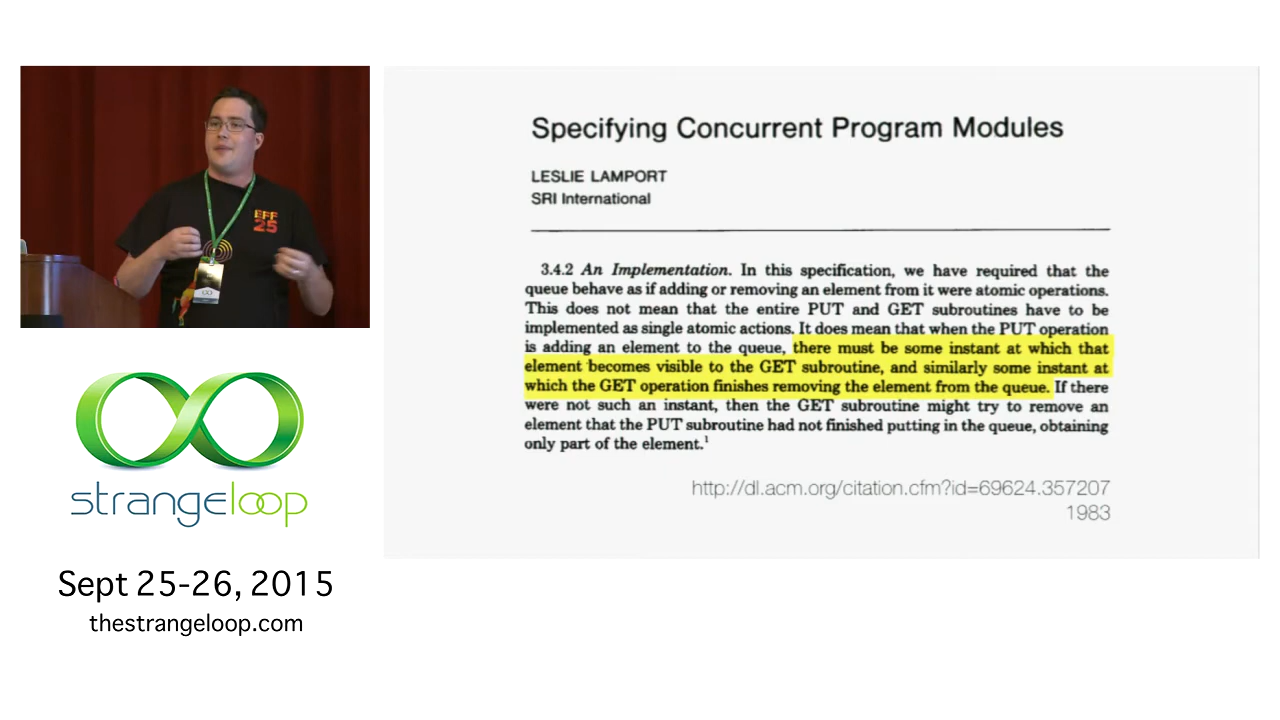 EFF
25
strangeloop
Sept 25-26, 2015
thestrangeloop.com
Specifying Concurrent Program Modules
LESLIE LAMPORT
SRI International
3.4.2 An Implementation. In this specification, we have required that the
queue behave as if adding or removing an element from it were atomic operations.
This does not mean that the entire PUT and GET subroutines have to be
implemented as single atomic actions. It does mean that when the PUT operation
is adding an element to the queue, there must be some instant at which that
element becomes visible to the GET subroutine, and similarly some instant at
which the GET operation finishes removing the element from the queue. If there
were not such an instant, then the GET subroutine might try to remove an
element that the PUT subroutine had not finished putting in the queue, obtaining
only part of the element.¹
http://dl.acm.org/citation.cfm?id=69624.357207
1983